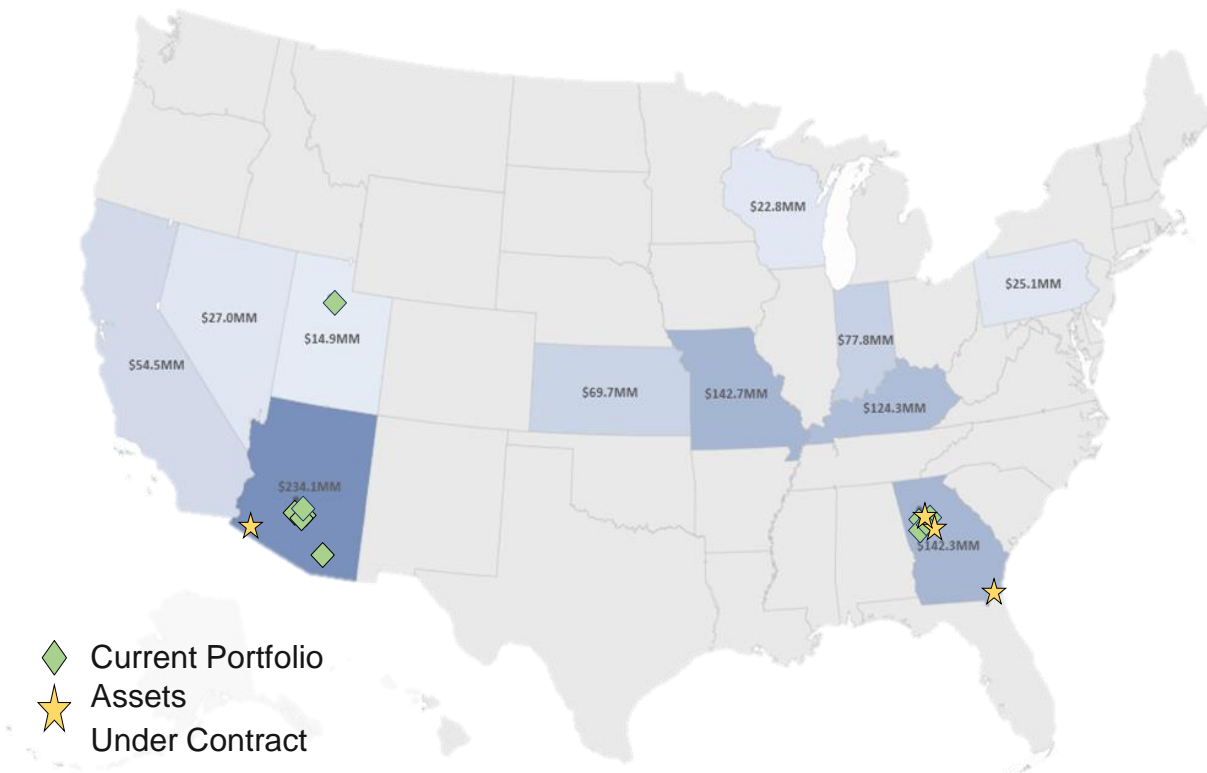 $22.8MM
$25.1MM
$27.0MM
$14.9MM
$77.8MM
$54.5MM
$69.7MM
$142.7MM
$124.3MM
$234.1MM
$142.3MM
Current Portfolio
Assets
Under Contract